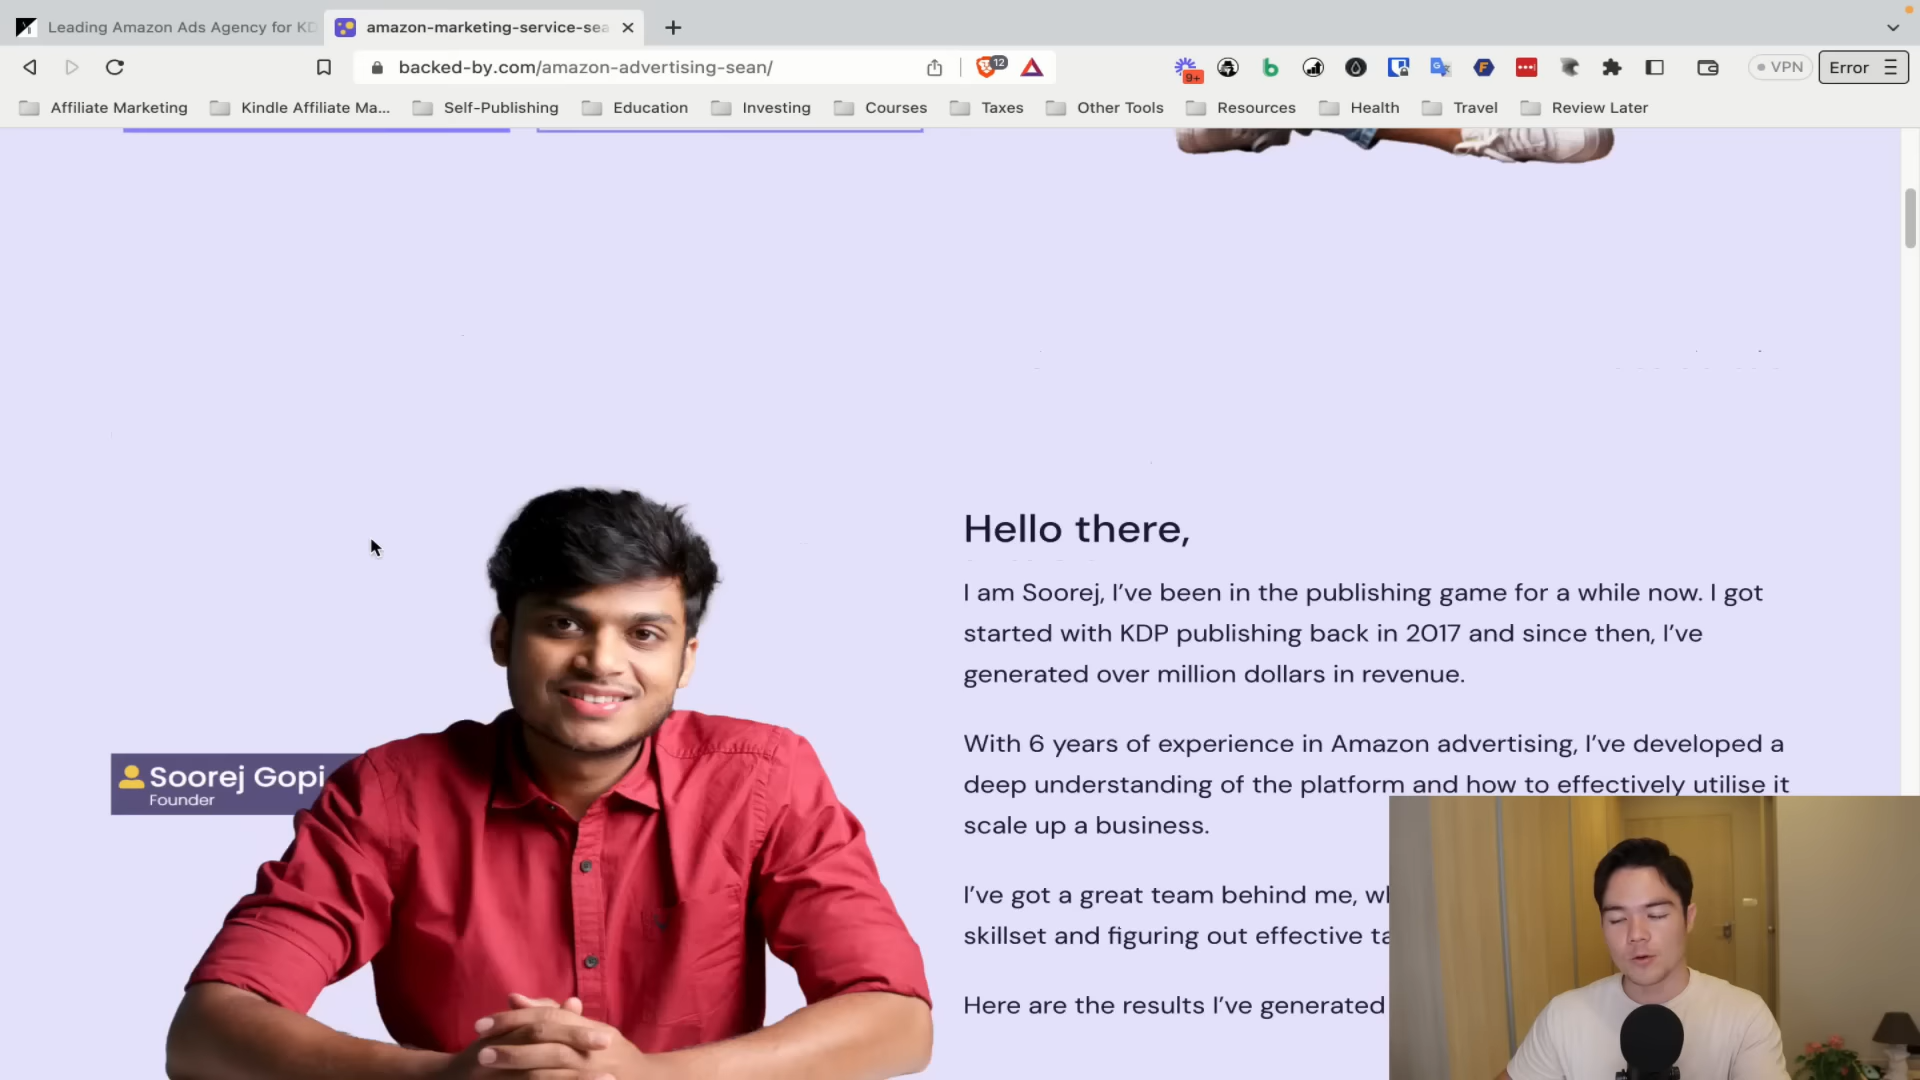 Leading Amazon Ads Agency for KD
amazon-marketing-service-sea
backed-by.com/amazon-advertising-sean/
12
9+
VPN
Error
Affiliate Marketing
Kindle Affiliate Ma...
Self-Publishing
Education
Investing
Courses
Taxes
Other Tools
Resources
Health
Travel
Review Later
Soorej Gopi
Founder
Hello there,
I am Soorej, I’ve been in the publishing game for a while now. I got
started with KDP publishing back in 2017 and since then, I’ve
generated over million dollars in revenue.
With 6 years of experience in Amazon advertising, I’ve developed a
deep understanding of the platform and how to effectively utilise it
scale up a business.
I’ve got a great team behind me, wh
skillset and figuring out effective ta
Here are the results I’ve generated